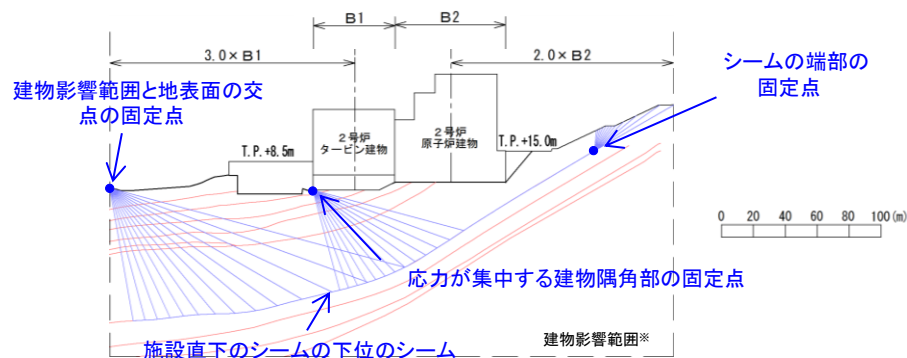 B1
B2
3.0×B1
2.0×B2
シームの端部の
固定点
建物影響範囲と地表面の交
点の固定点
2号炉
タービン建物
2号炉
原子炉建物
T.P.+8.5m
T.P.+15.0m
0 20 40 60 80 100(m)
応力が集中する建物隅角部の固定点
建物影響範囲※
施設直下のシームの下位のシーム